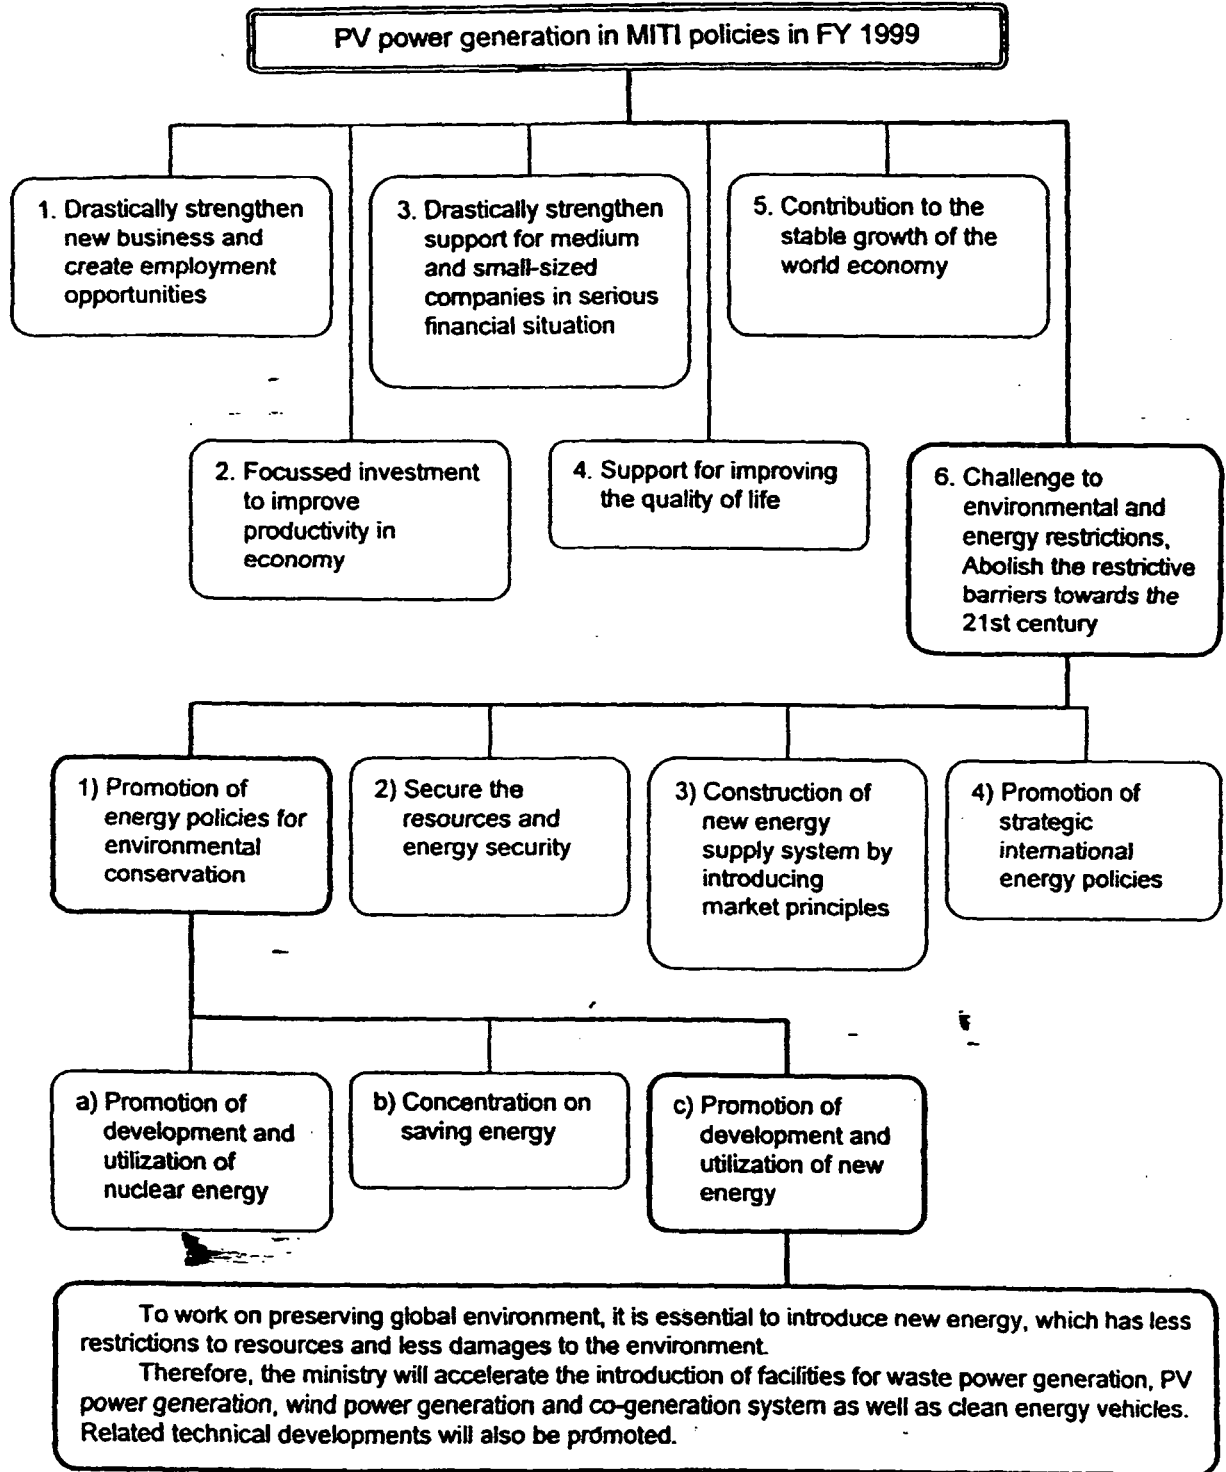 PV power generation in MITI policies in FY 1999
1. Drastically strengthen
new business and
create employment
opportunities
3. Drastically strengthen
support for medium
and small-sized
companies in serious
financial situation
5. Contribution to the
stable growth of the
world economy
2. Focussed investment
to improve
productivity in
economy
4. Support for improving
the quality of life
6. Challenge to
environmental and
energy restrictions,
Abolish the restrictive
barriers towards the
21st century
1) Promotion of
energy policies for
environmental
conservation
2) Secure the
resources and
energy security
3) Construction of
new energy
supply system by
introducing
market principles
4) Promotion of
strategic
international
energy policies
a) Promotion of
development and
utilization of
nuclear energy
b) Concentration on
saving energy
c) Promotion of
development and
utilization of new
energy
To work on preserving global environment, it is essential to introduce new energy, which has less
restrictions to resources and less damages to the environment.
Therefore, the ministry will accelerate the introduction of facilities for waste power generation, PV
power generation, wind power generation and co-generation system as well as clean energy vehicles.
Related technical developments will also be promoted.